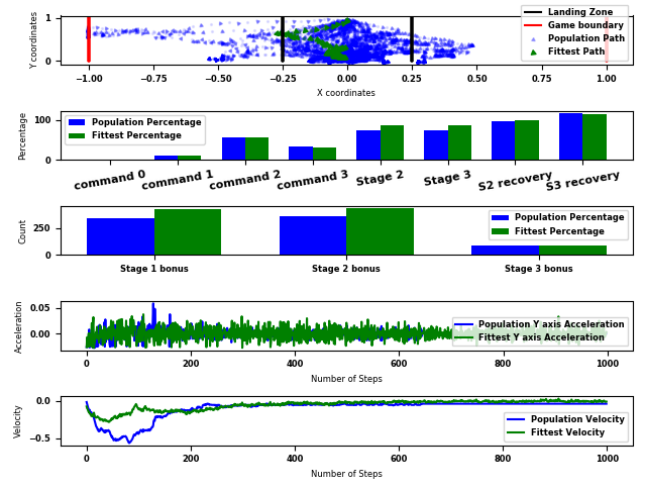 1
0
Y coordinates
−1.00
−0.75
−0.50
−0.25
0.00
0.25
0.50
0.75
1.00
X coordinates
Landing Zone
Game boundary
Population Path
Fittest Path
100
0
Percentage
Population Percentage
Fittest Percentage
command 0
command 1
command 2
command 3
Stage 2
Stage 3
S2 recovery
S3 recovery
250
0
Count
Population Percentage
Fittest Percentage
Stage 1 bonus
Stage 2 bonus
Stage 3 bonus
0.05
0.00
Acceleration
Population Y axis Acceleration
Fittest Y axis Acceleration
0
200
400
600
800
1000
Number of Steps
0.0
−0.5
Velocity
Population Velocity
Fittest Velocity
0
200
400
600
800
1000
Number of Steps